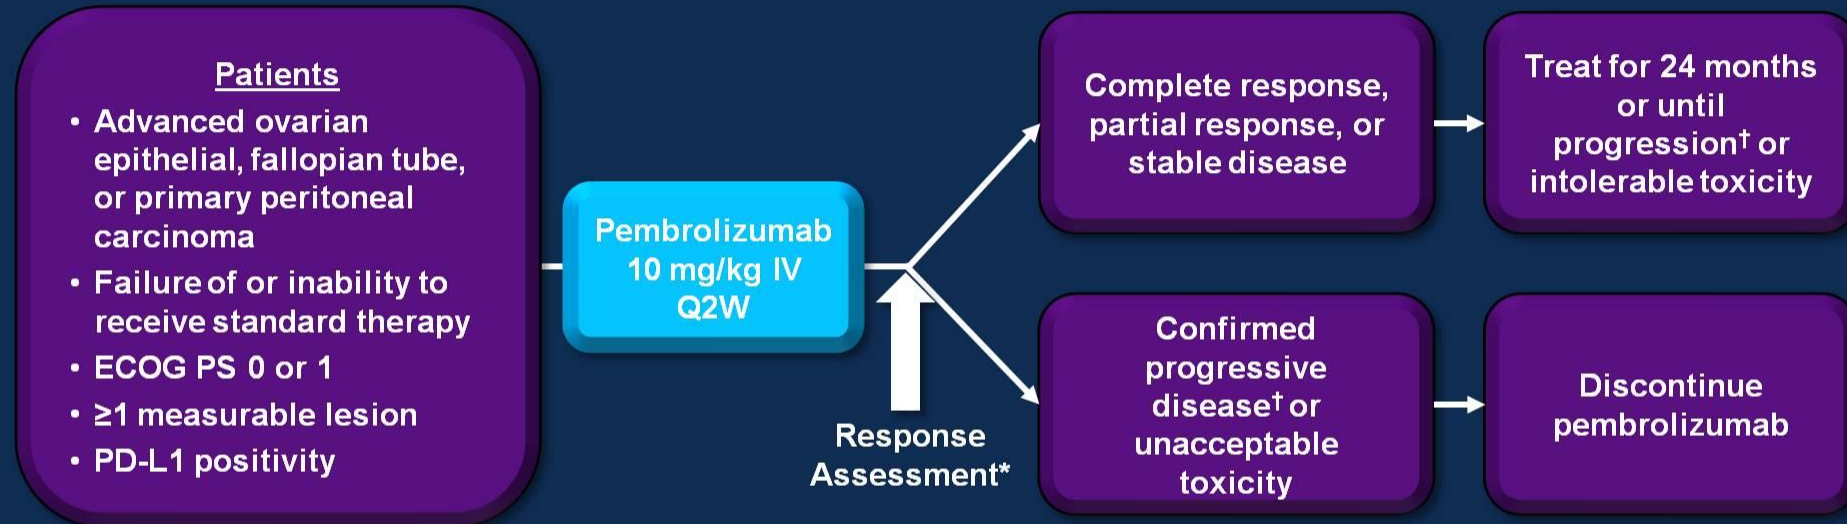 Patients
• Advanced ovarian
epithelial, fallopian tube,
or primary peritoneal
carcinoma
• Failure of or inability to
receive standard therapy
• ECOG PS 0 or 1
• ≥1 measurable lesion
• PD-L1 positivity
Pembrolizumab
10 mg/kg IV
Q2W
Response
Assessment*
Complete response,
partial response, or
stable disease
Treat for 24 months
or until
progression† or
intolerable toxicity
Confirmed
progressive
disease† or
unacceptable
toxicity
Discontinue
pembrolizumab